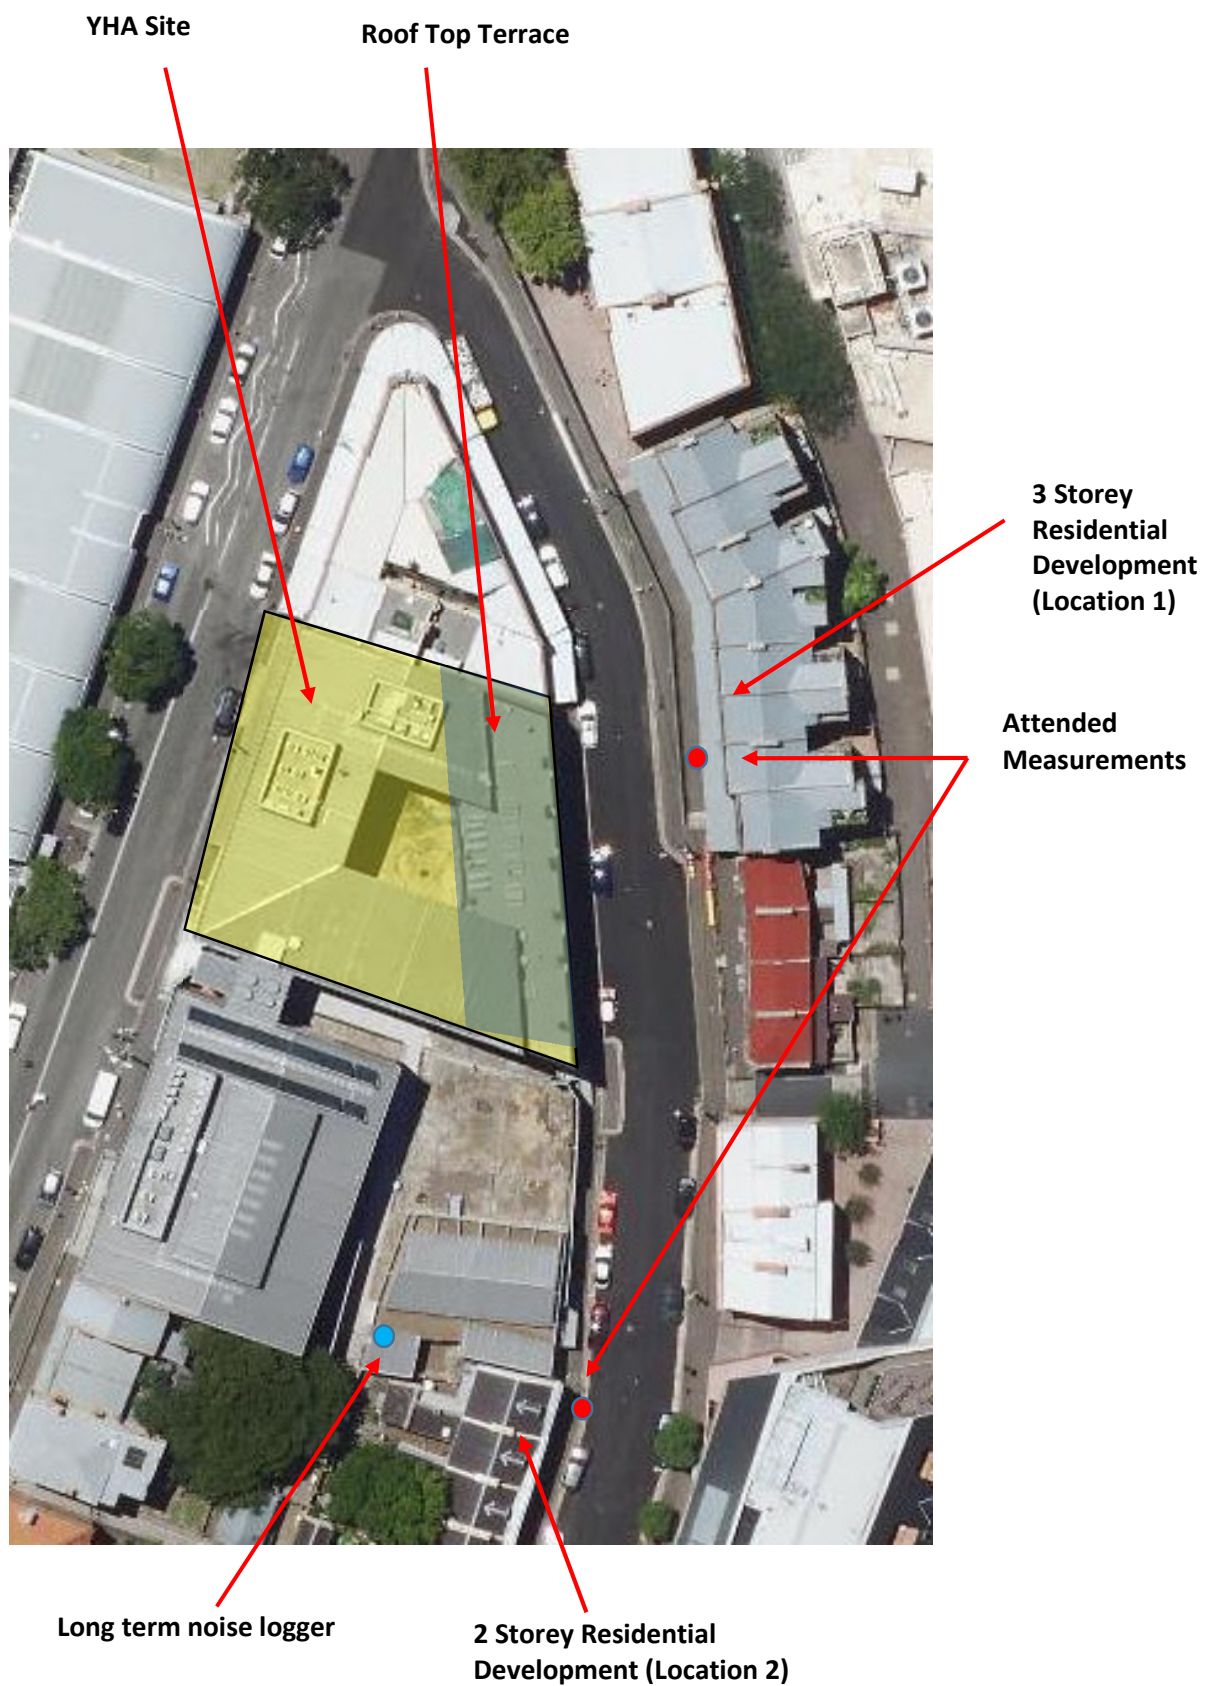 YHA Site
Roof Top Terrace
3 Storey
Residential
Development
(Location 1)
Attended
Measurements
Long term noise logger
2 Storey Residential
Development (Location 2)